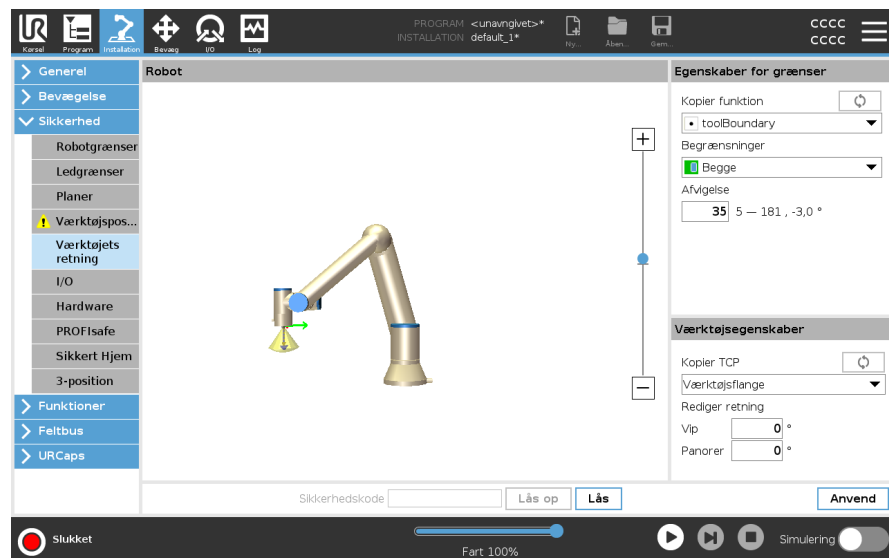 PROGRAM <unavngivet>*
INSTALLATION default_1*
Kørsel
Program
Installation
Bevæg
I/O
Log
Ny...
Åben...
Gem...
cccc
cccc
Generel
Bevægelse
Sikkerhed
Robotgrænser
Ledgrænser
Planer
Værktøjspos...
Værktøjets
retning
I/O
Hardware
PROFIsafe
Sikkert Hjem
3-position
Funktioner
Feltbus
URCaps
Robot
Egenskaber for grænser
Kopier funktion
toolBoundary
Begrænsninger
Begge
Afvigelse
35 5 — 181 , -3,0 °
Værktøjsegenskaber
Kopier TCP
Værktøjsflange
Rediger retning
Vip 0 °
Panorer 0 °
Sikkerhedskode
Lås op
Lås
Anvend
Slukket
Fart 100%
Simulering